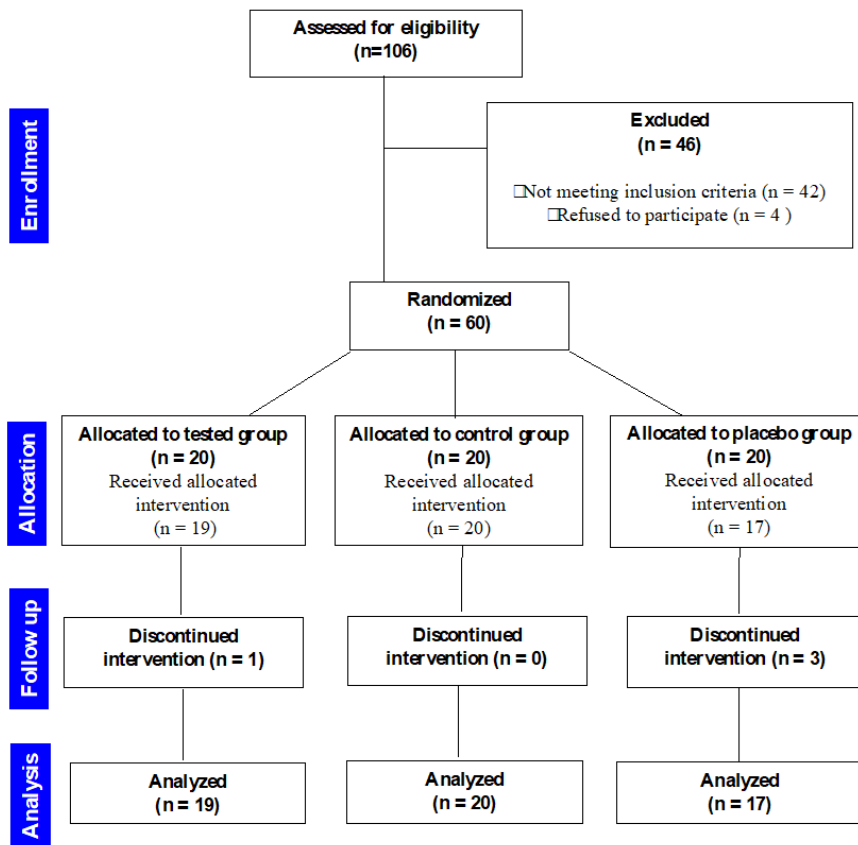 Assessed for eligibility
(n=106)
Enrollment
Excluded
(n = 46)
□Not meeting inclusion criteria (n = 42)
□Refused to participate (n = 4 )
Randomized
(n = 60)
Allocation
Allocated to tested group
(n = 20)
Received allocated
intervention
(n = 19)
Allocated to control group
(n = 20)
Received allocated
intervention
(n = 20)
Allocated to placebo group
(n = 20)
Received allocated
intervention
(n = 17)
Follow up
Discontinued
intervention (n = 1)
Discontinued
intervention (n = 0)
Discontinued
intervention (n = 3)
Analysis
Analyzed
(n = 19)
Analyzed
(n = 20)
Analyzed
(n = 17)